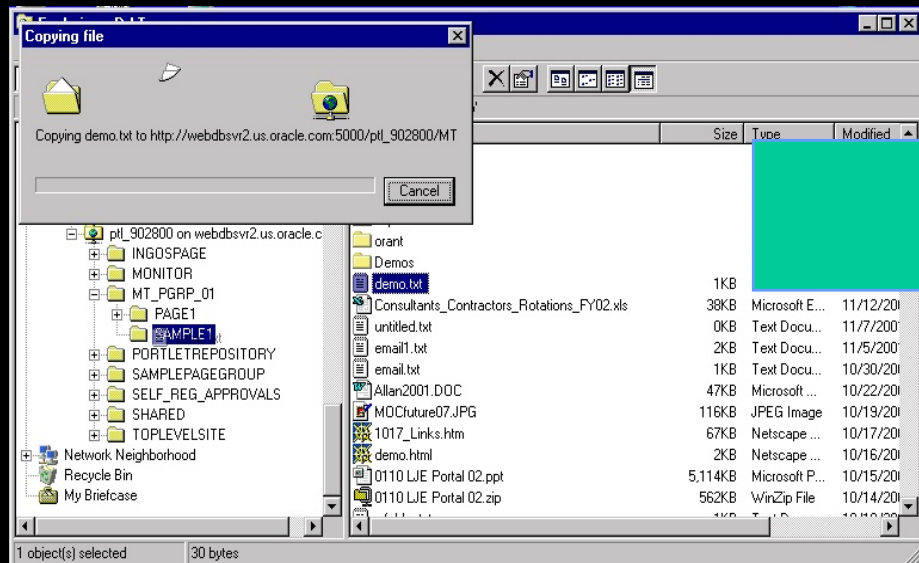 Copying file
Copying demo.txt to http://webdbsvr2.us.oracle.com:5000/ptl_902800/MT
Cancel
Size Type Modified
ptl_902800 on webdbsvr2.us.oracle.c
INGOSPAGE
MONITOR
MT_PGRP_01
PAGE1
SAMPLE1
PORTLETREPOSITORY
SAMPLEPAGEGROUP
SELF_REG_APPROVALS
SHARED
TOPLEVELSITE
Network Neighborhood
Recycle Bin
My Briefcase
orant
Demos
demo.txt 1KB
Consultants_Contractors_Rotations_FY02.xls 38KB Microsoft E... 11/12/20
untitled.txt 0KB Text Docu... 11/7/200
email1.txt 2KB Text Docu... 11/5/200
email.txt 1KB Text Docu... 10/30/20
Allan2001.DOC 47KB Microsoft ... 10/22/20
MOCfuture07.JPG 116KB JPEG Image 10/19/20
1017_Links.htm 67KB Netscape ... 10/17/20
demo.html 2KB Netscape ... 10/16/20
0110 LJE Portal 02.ppt 5,114KB Microsoft P... 10/15/20
0110 LJE Portal 02.zip 562KB WinZip File 10/14/20
1 object(s) selected 30 bytes